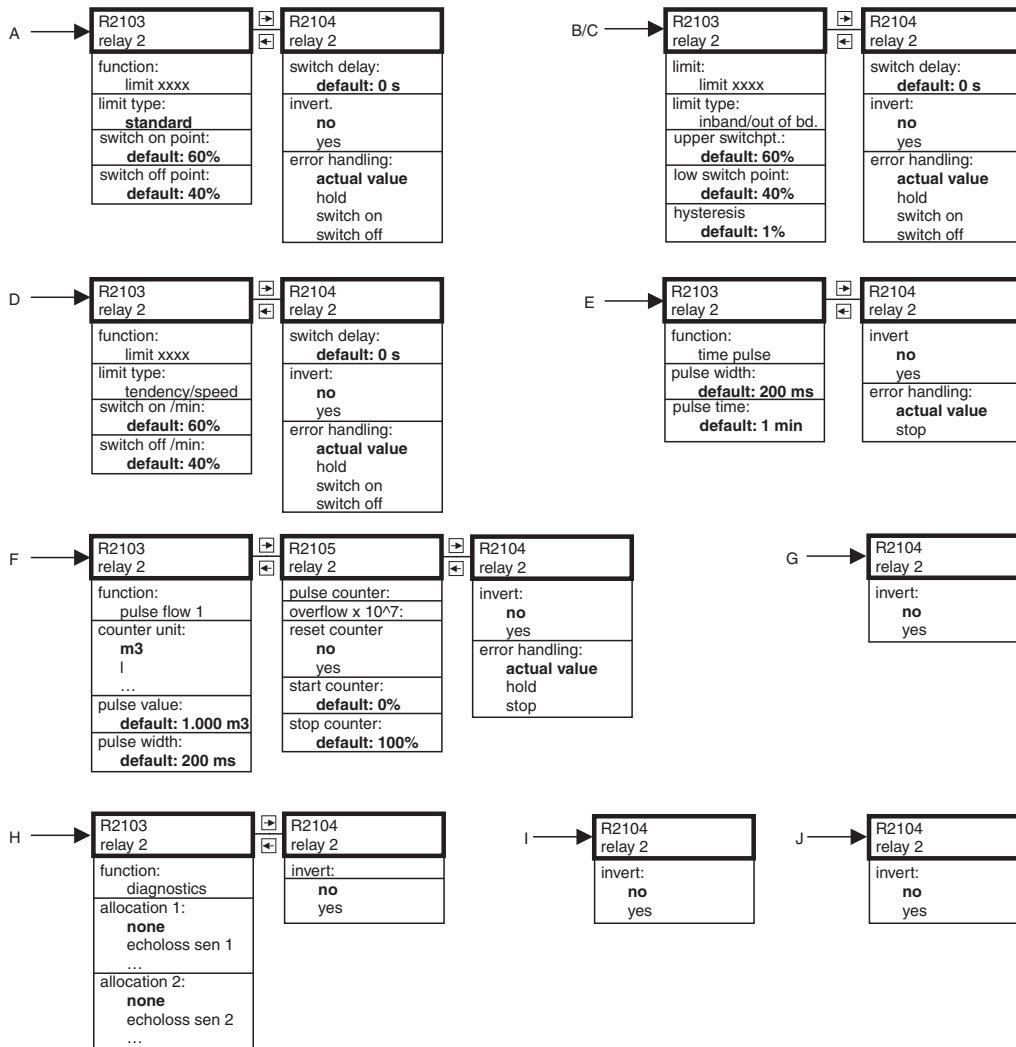 A
R2103
relay 2
function:
limit xxxx
limit type:
standard
switch on point:
default: 60%
switch off point:
default: 40%
R2104
relay 2
switch delay:
default: 0 s
invert.
no
yes
error handling:
actual value
hold
switch on
switch off
B/C
R2103
relay 2
limit:
limit xxxx
limit type:
inband/out of bd.
upper switchpt.:
default: 60%
low switch point:
default: 40%
hysteresis
default: 1%
R2104
relay 2
switch delay:
default: 0 s
invert:
no
yes
error handling:
actual value
hold
switch on
switch off
D
R2103
relay 2
function:
limit xxxx
limit type:
tendency/speed
switch on /min:
default: 60%
switch off /min:
default: 40%
R2104
relay 2
switch delay:
default: 0 s
invert:
no
yes
error handling:
actual value
hold
switch on
switch off
E
R2103
relay 2
function:
time pulse
pulse width:
default: 200 ms
pulse time:
default: 1 min
R2104
relay 2
invert
no
yes
error handling:
actual value
stop
F
R2103
relay 2
function:
pulse flow 1
counter unit:
m3
l
...
pulse value:
default: 1.000 m3
pulse width:
default: 200 ms
R2105
relay 2
pulse counter:
overflow x 10^7:
reset counter
no
yes
start counter:
default: 0%
stop counter:
default: 100%
R2104
relay 2
invert:
no
yes
error handling:
actual value
hold
stop
G
R2104
relay 2
invert:
no
yes
H
R2103
relay 2
function:
diagnostics
allocation 1:
none
echoloss sen 1
...
allocation 2:
none
echoloss sen 2
...
R2104
relay 2
invert:
no
yes
I
R2104
relay 2
invert:
no
yes
J
R2104
relay 2
invert:
no
yes